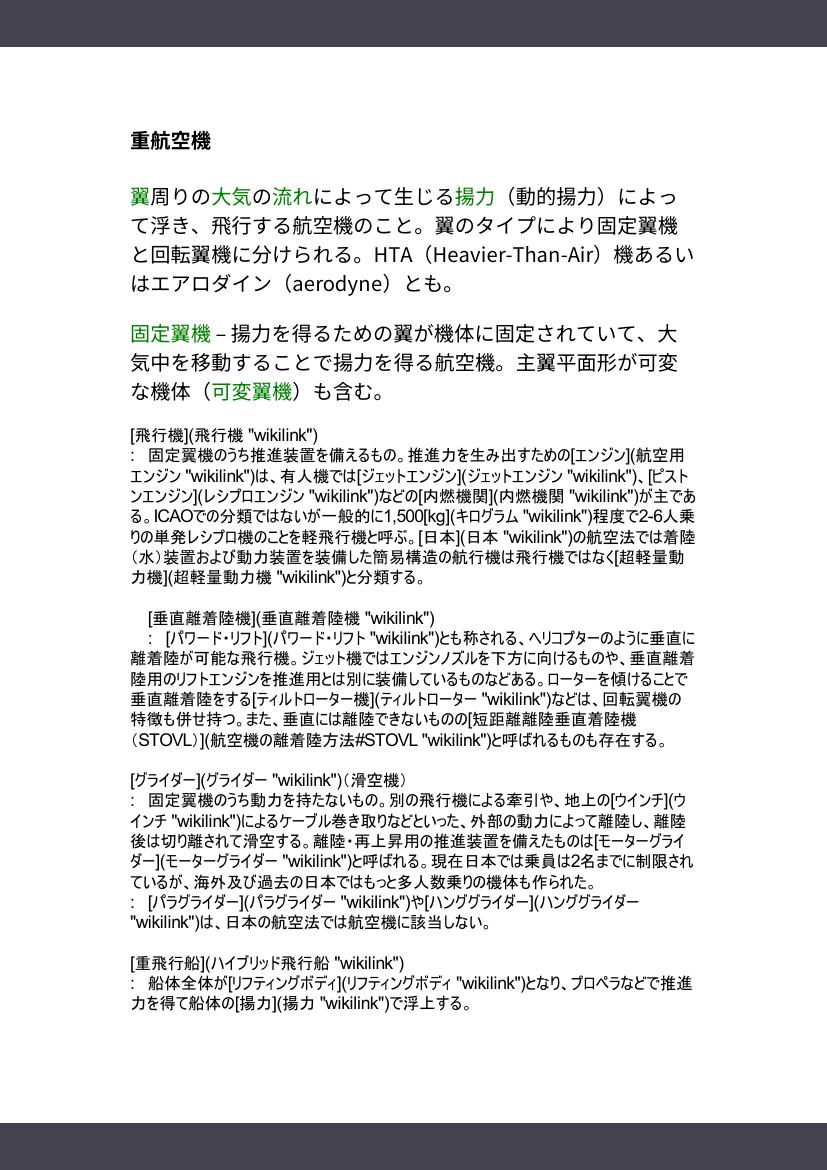 重航空機
翼周りの大気の流れによって生じる揚力（動的揚力）によっ
て浮き、飛行する航空機のこと。翼のタイプにより固定翼機
と回転翼機に分けられる。HTA（Heavier-Than-Air）機あるい
はエアロダイン（aerodyne）とも。
固定翼機 – 揚力を得るための翼が機体に固定されていて、大
気中を移動することで揚力を得る航空機。主翼平面形が可変
な機体（可変翼機）も含む。
[飛行機](飛行機 "wikilink")
:　固定翼機のうち推進装置を備えるもの。推進力を生み出すための[エンジン](航空用
エンジン "wikilink")は、有人機では[ジェットエンジン](ジェットエンジン "wikilink")、[ピスト
ンエンジン](レシプロエンジン "wikilink")などの[内燃機関](内燃機関 "wikilink")が主であ
る。ICAOでの分類ではないが一般的に1,500[kg](キログラム "wikilink")程度で2-6人乗
りの単発レシプロ機のことを軽飛行機と呼ぶ。[日本](日本 "wikilink")の航空法では着陸
（水）装置および動力装置を装備した簡易構造の航行機は飛行機ではなく[超軽量動
力機](超軽量動力機 "wikilink")と分類する。
[垂直離着陸機](垂直離着陸機 "wikilink")
:　[パワード・リフト](パワード・リフト "wikilink")とも称される、ヘリコプターのように垂直に
離着陸が可能な飛行機。ジェット機ではエンジンノズルを下方に向けるものや、垂直離着
陸用のリフトエンジンを推進用とは別に装備しているものなどある。ローターを傾けることで
垂直離着陸をする[ティルトローター機](ティルトローター "wikilink")などは、回転翼機の
特徴も併せ持つ。また、垂直には離陸できないものの[短距離離陸垂直着陸機
（STOVL）](航空機の離着陸方法#STOVL "wikilink")と呼ばれるものも存在する。
[グライダー](グライダー "wikilink")（滑空機）
:　固定翼機のうち動力を持たないもの。別の飛行機による牽引や、地上の[ウインチ](ウ
インチ "wikilink")によるケーブル巻き取りなどといった、外部の動力によって離陸し、離陸
後は切り離されて滑空する。離陸・再上昇用の推進装置を備えたものは[モーターグライ
ダー](モーターグライダー "wikilink")と呼ばれる。現在日本では乗員は2名までに制限され
ているが、海外及び過去の日本ではもっと多人数乗りの機体も作られた。
:　[パラグライダー](パラグライダー "wikilink")や[ハンググライダー](ハンググライダー
"wikilink")は、日本の航空法では航空機に該当しない。
[重飛行船](ハイブリッド飛行船 "wikilink")
:　船体全体が[リフティングボディ](リフティングボディ "wikilink")となり、プロペラなどで推進
力を得て船体の[揚力](揚力 "wikilink")で浮上する。